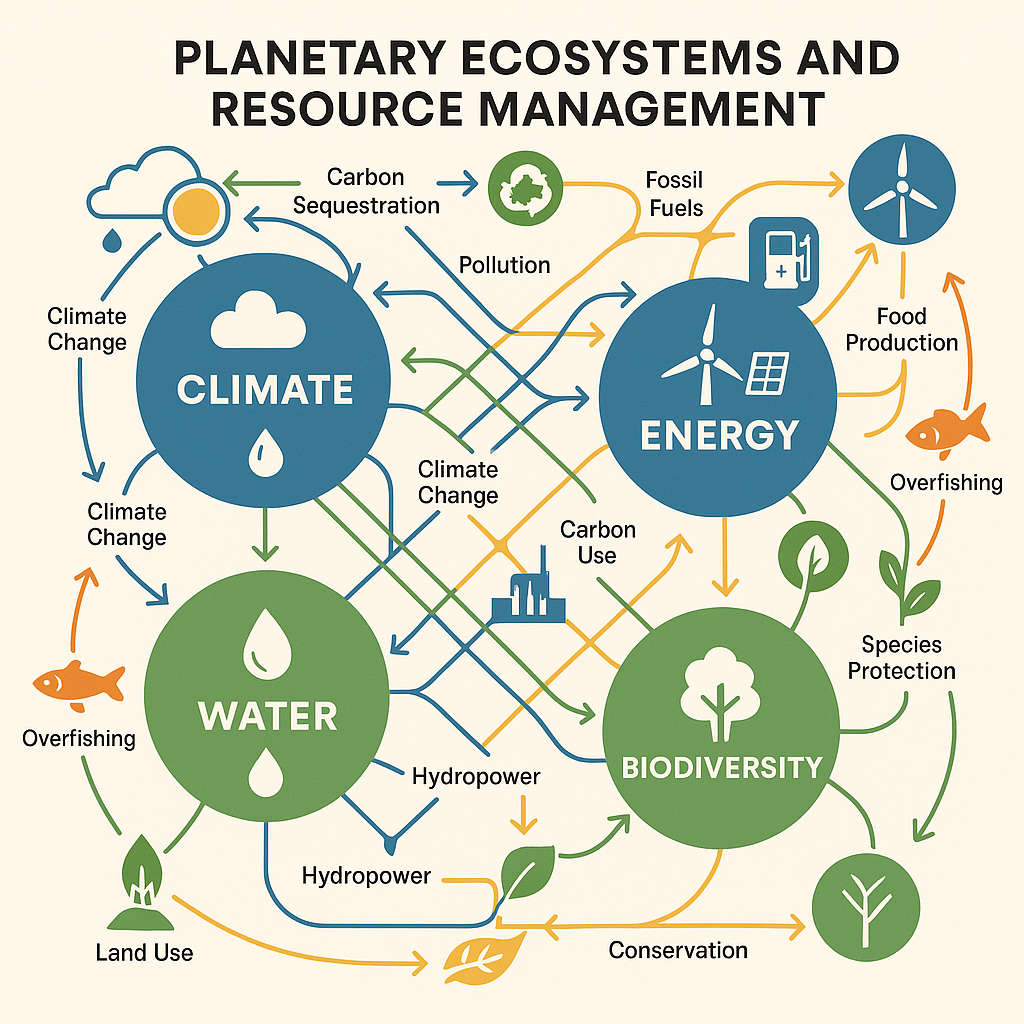 PLANETARY ECOSYSTEMS AND
RESOURCE MANAGEMENT
Carbon
Sequestration
Fossil
Fuels
Pollution
Climate
Change
Food
Production
CLIMATE
ENERGY
Climate
Change
Overfishing
Climate
Change
Carbon
Use
Species
Protection
WATER
Overfishing
BIODIVERSITY
Hydropower
Hydropower
Land Use
Conservation